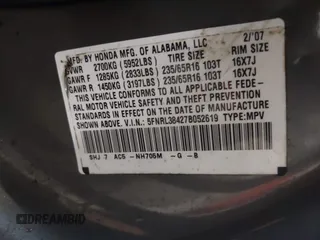 MFD. BY HONDA MFG. OF ALABAMA, LLC 2/'07
GVWR 2700KG (5952LBS) TIRE SIZE RIM SIZE
GAWR F 1285KG (2833LBS) 235/65R16 103T 16X7J
GAWR R 1450KG (3197LBS) 235/65R16 103T 16X7J
THIS VEHICLE CONFORMS TO ALL APPLICABLE FEDE-
RAL MOTOR VEHICLE SAFETY AND THEFT PREVENTION
STANDARDS IN EFFECT ON THE DATE OF MANUFACTURE
SHOWN ABOVE. V.I.N.: 5FNRL38427B052619 TYPE:MPV
SHJ 7 AC5 -NH705M -G -B
AUTOBIDMASTER